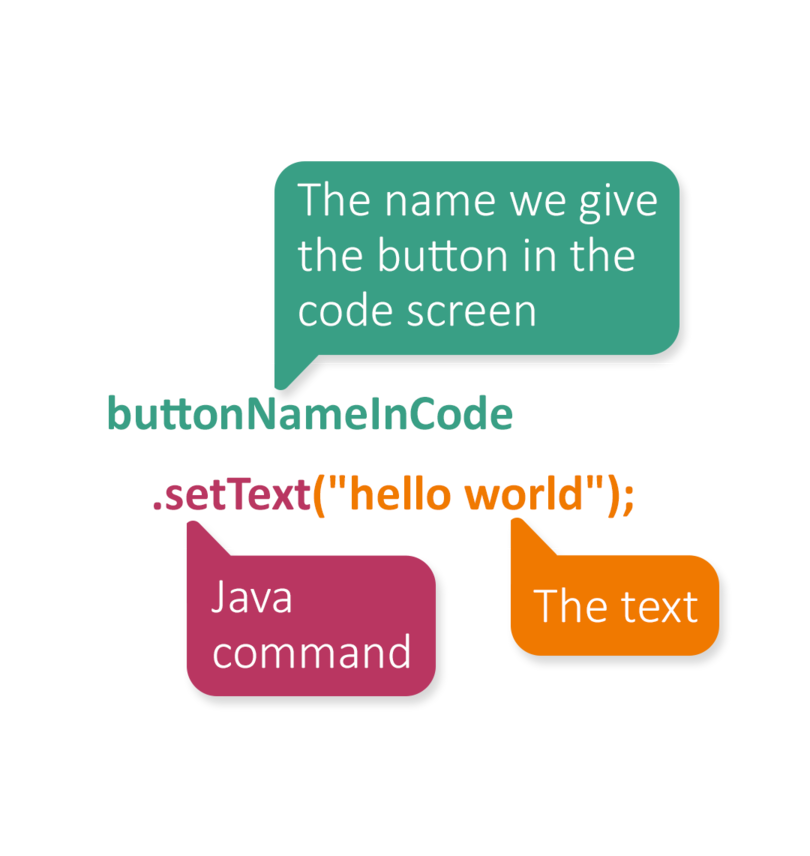 The name we give
the button in the
code screen
buttonNameInCode
.setText("hello world");
Java
command
The text